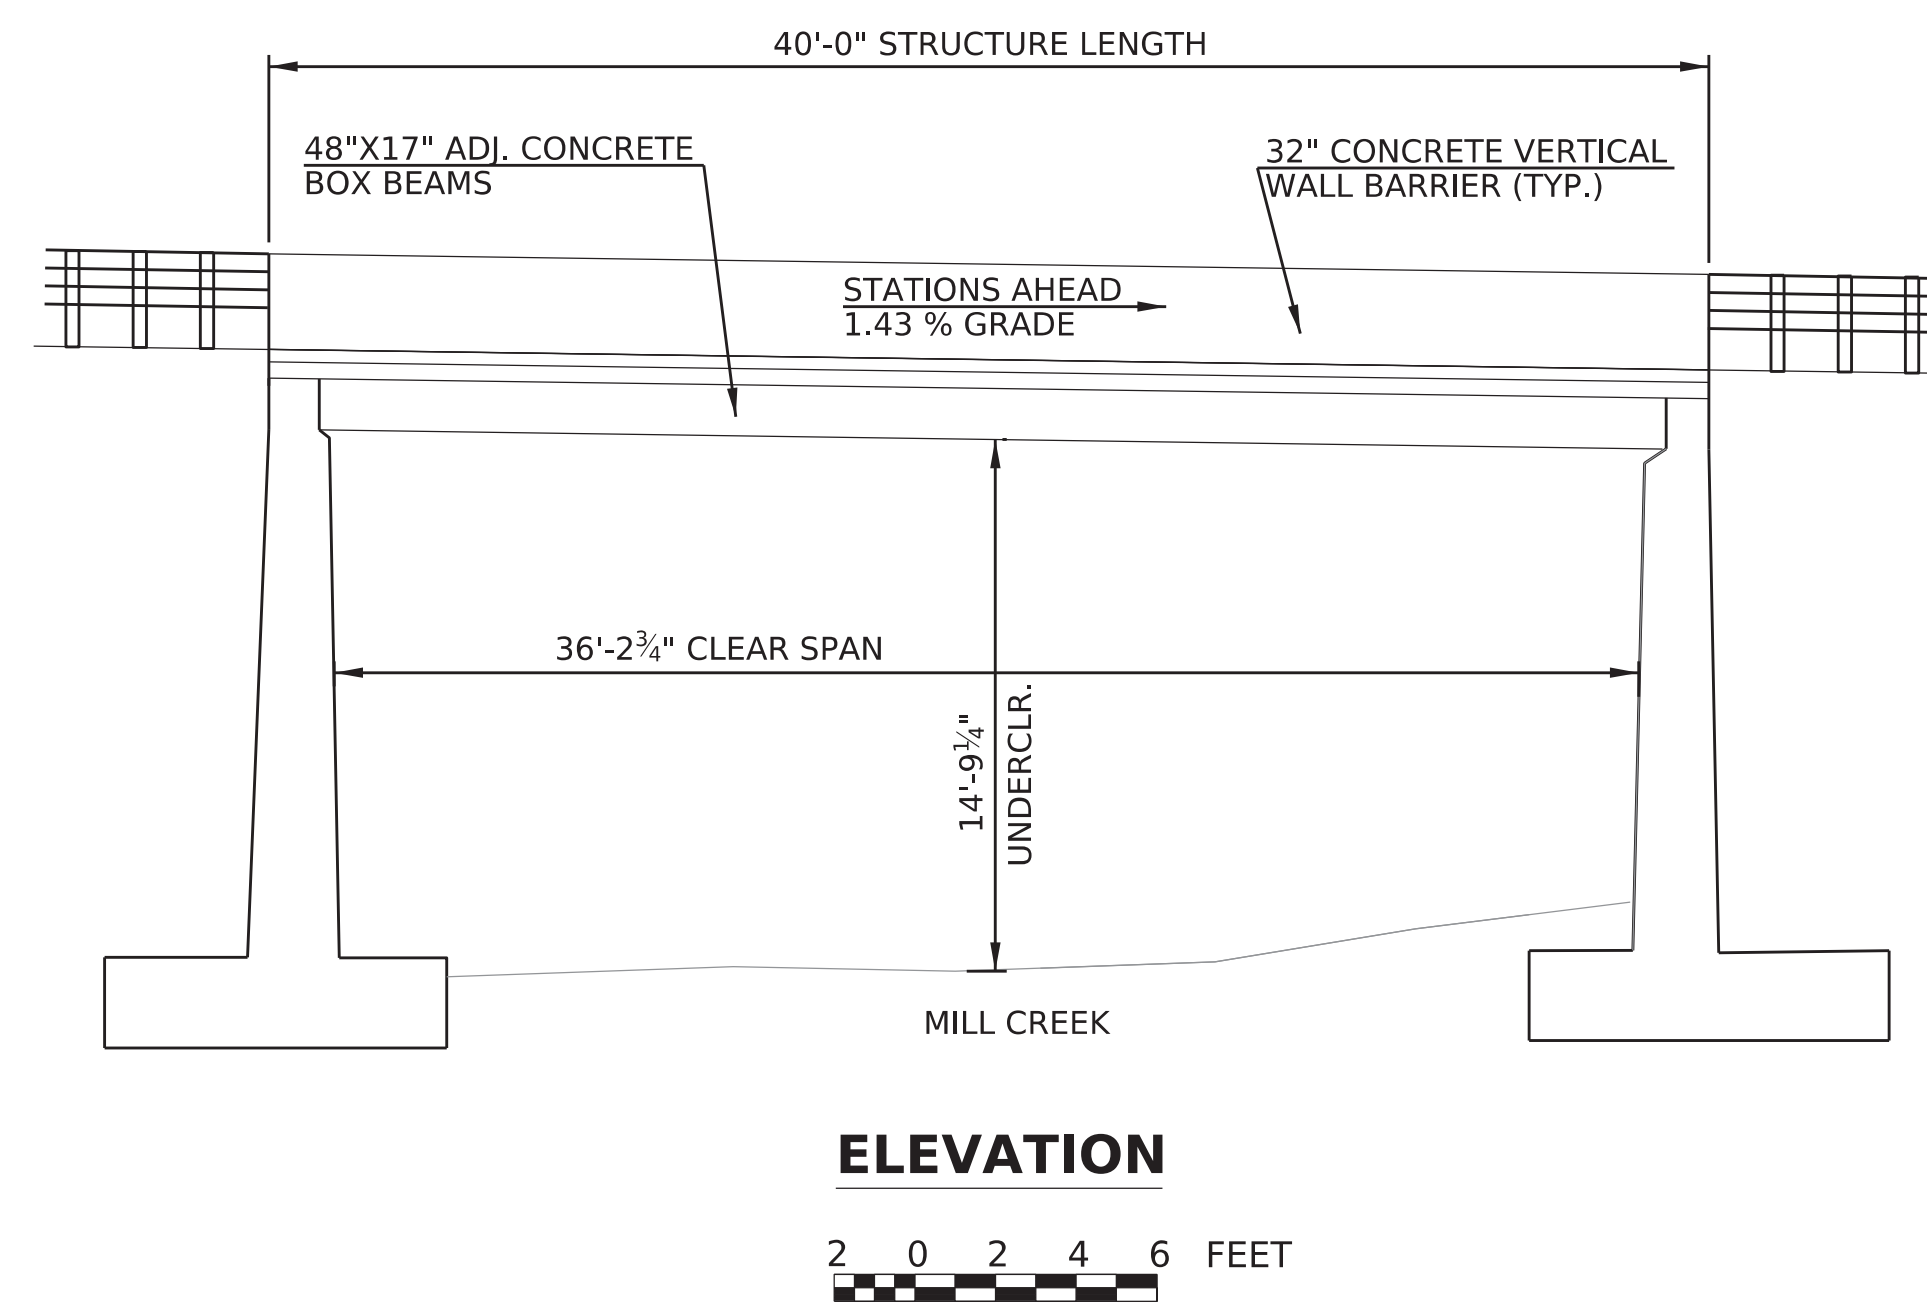 40'-0" STRUCTURE LENGTH
48"X17" ADJ. CONCRETE
BOX BEAMS
32" CONCRETE VERTICAL
WALL BARRIER (TYP.)
STATIONS AHEAD
1.43 % GRADE
36'-2¾" CLEAR SPAN
14'-9¼"
UNDERCLR.
MILL CREEK
ELEVATION
2 0 2 4 6 FEET